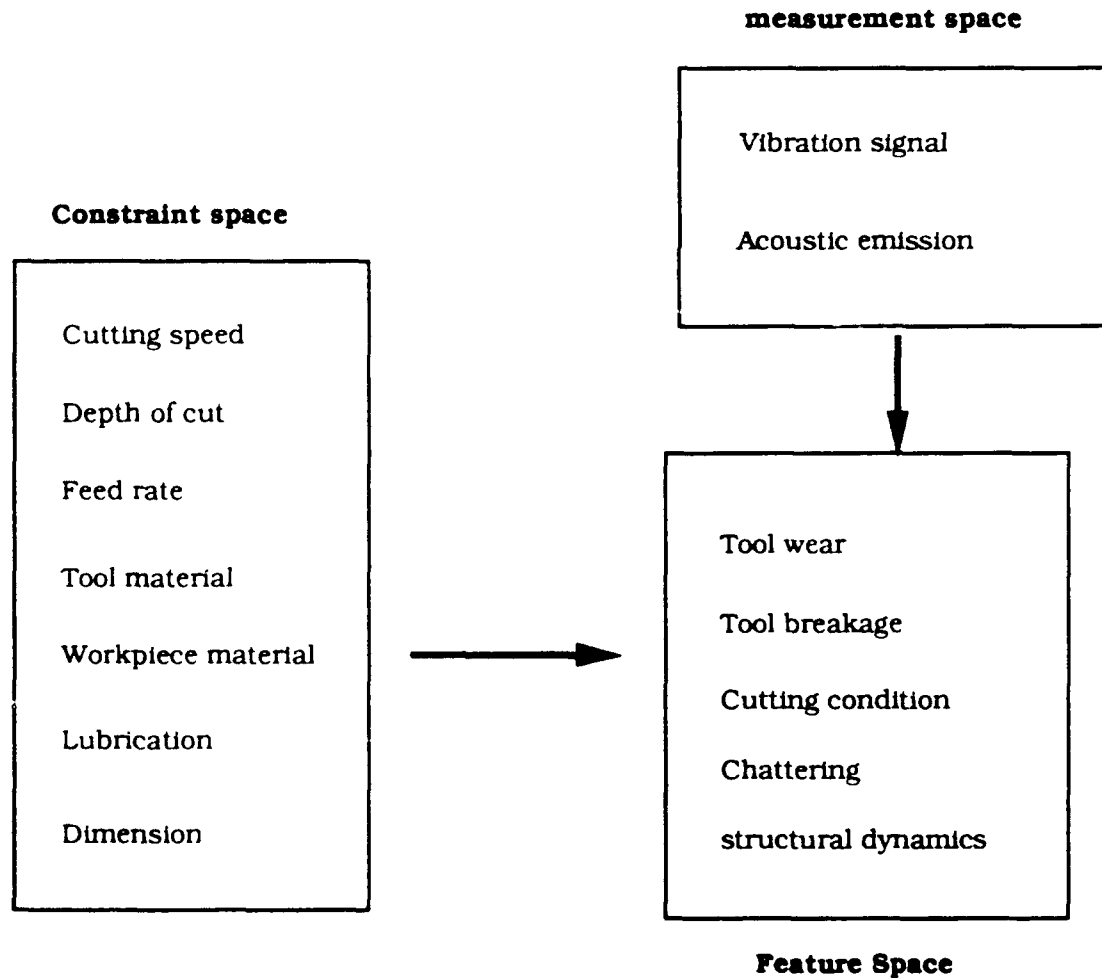 measurement space
Vibration signal
Acoustic emission
Constraint space
Cutting speed
Depth of cut
Feed rate
Tool material
Workpiece material
Lubrication
Dimension
Tool wear
Tool breakage
Cutting condition
Chattering
structural dynamics
Feature Space